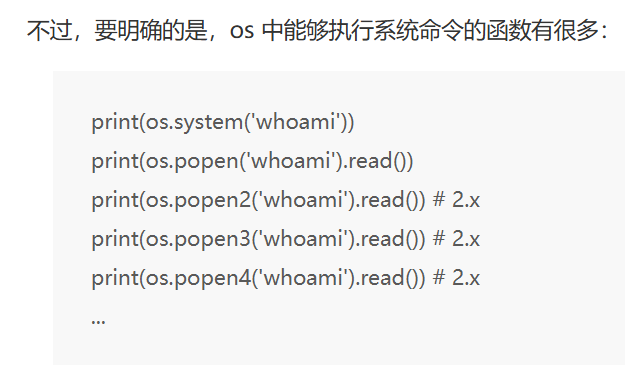 不过，要明确的是，os 中能够执行系统命令的函数有很多：
print(os.system('whoami'))
print(os.popen('whoami').read())
print(os.popen2('whoami').read()) # 2.x
print(os.popen3('whoami').read()) # 2.x
print(os.popen4('whoami').read()) # 2.x
...